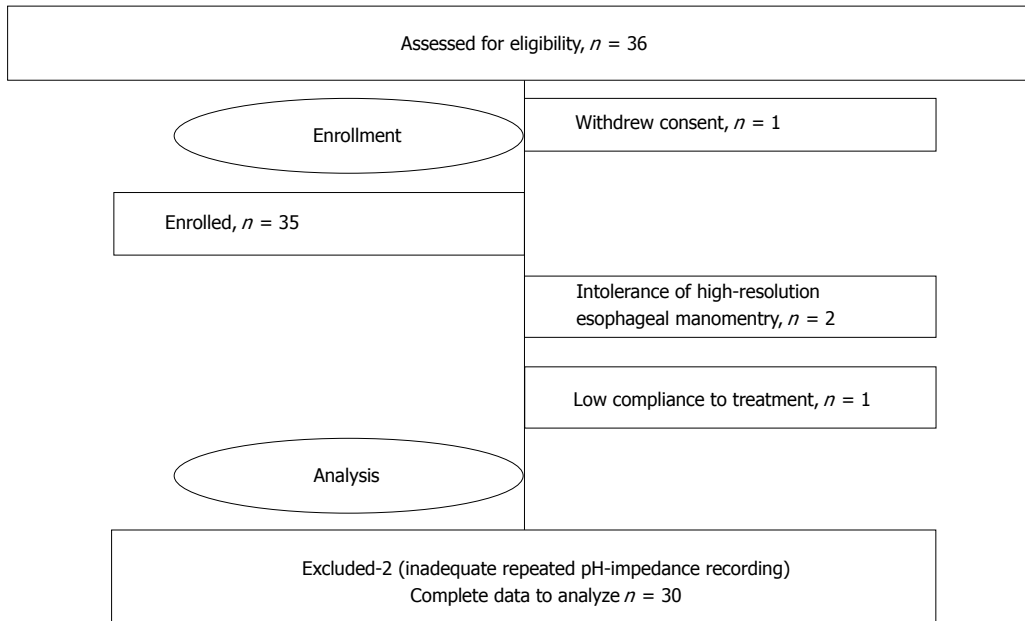 Assessed for eligibility, n = 36
Enrollment
Withdrew consent, n = 1
Enrolled, n = 35
Intolerance of high-resolution
esophageal manomentry, n = 2
Low compliance to treatment, n = 1
Analysis
Excluded-2 (inadequate repeated pH-impedance recording)
Complete data to analyze n = 30